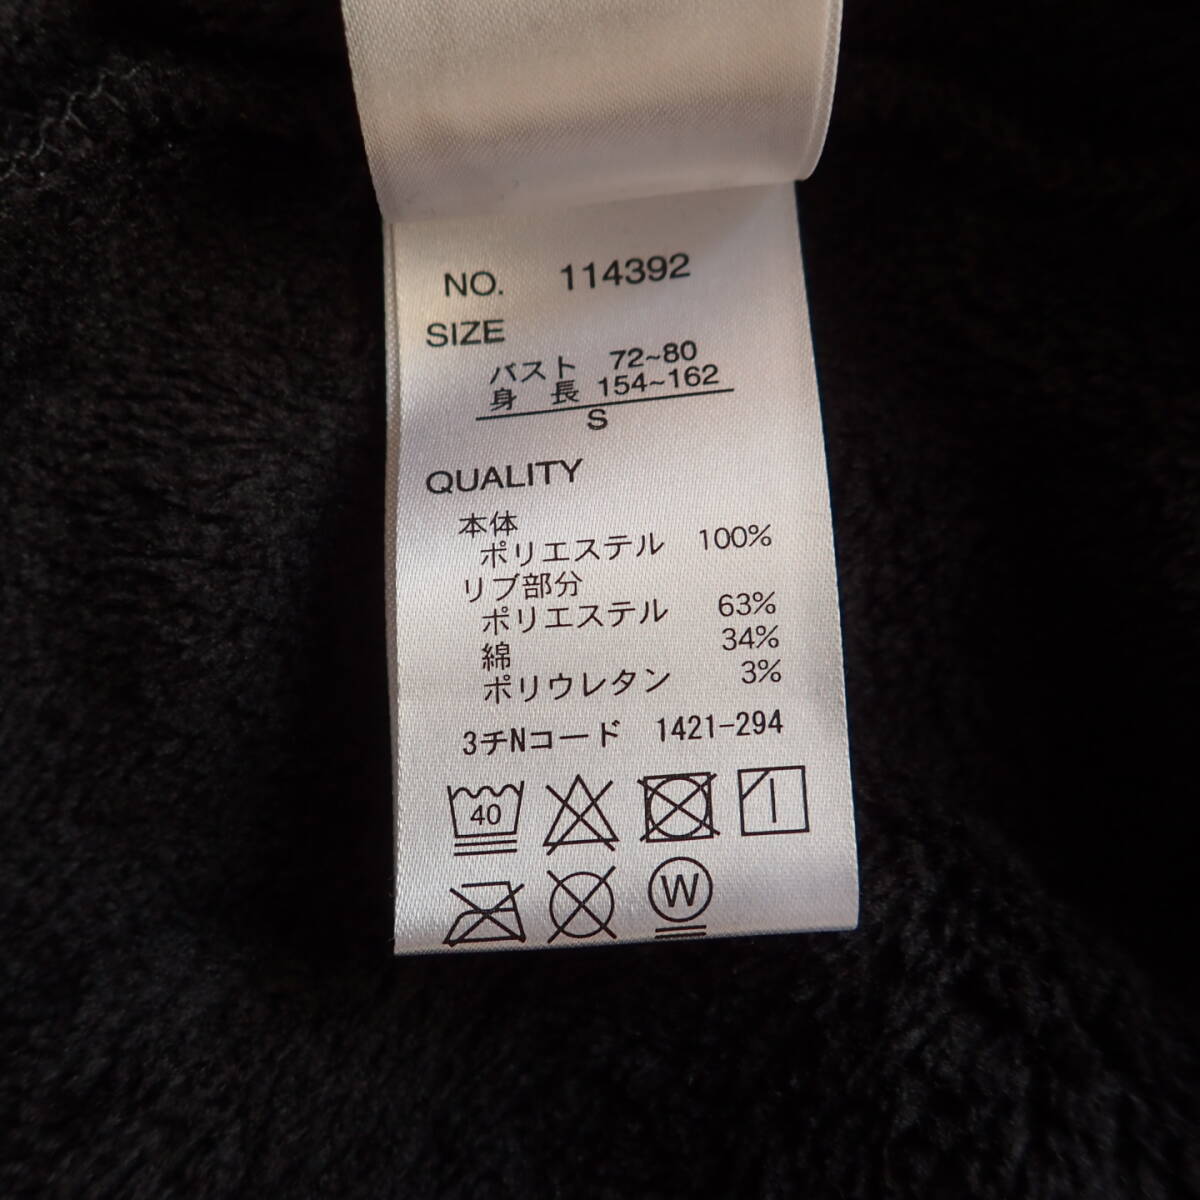 NO. 114392
SIZE
バスト 72~80
身 長 154~162
S
QUALITY
本体
ポリエステル 100%
リブ部分
ポリエステル 63%
綿 34%
ポリウレタン 3%
3チNコード 1421-294
40
W